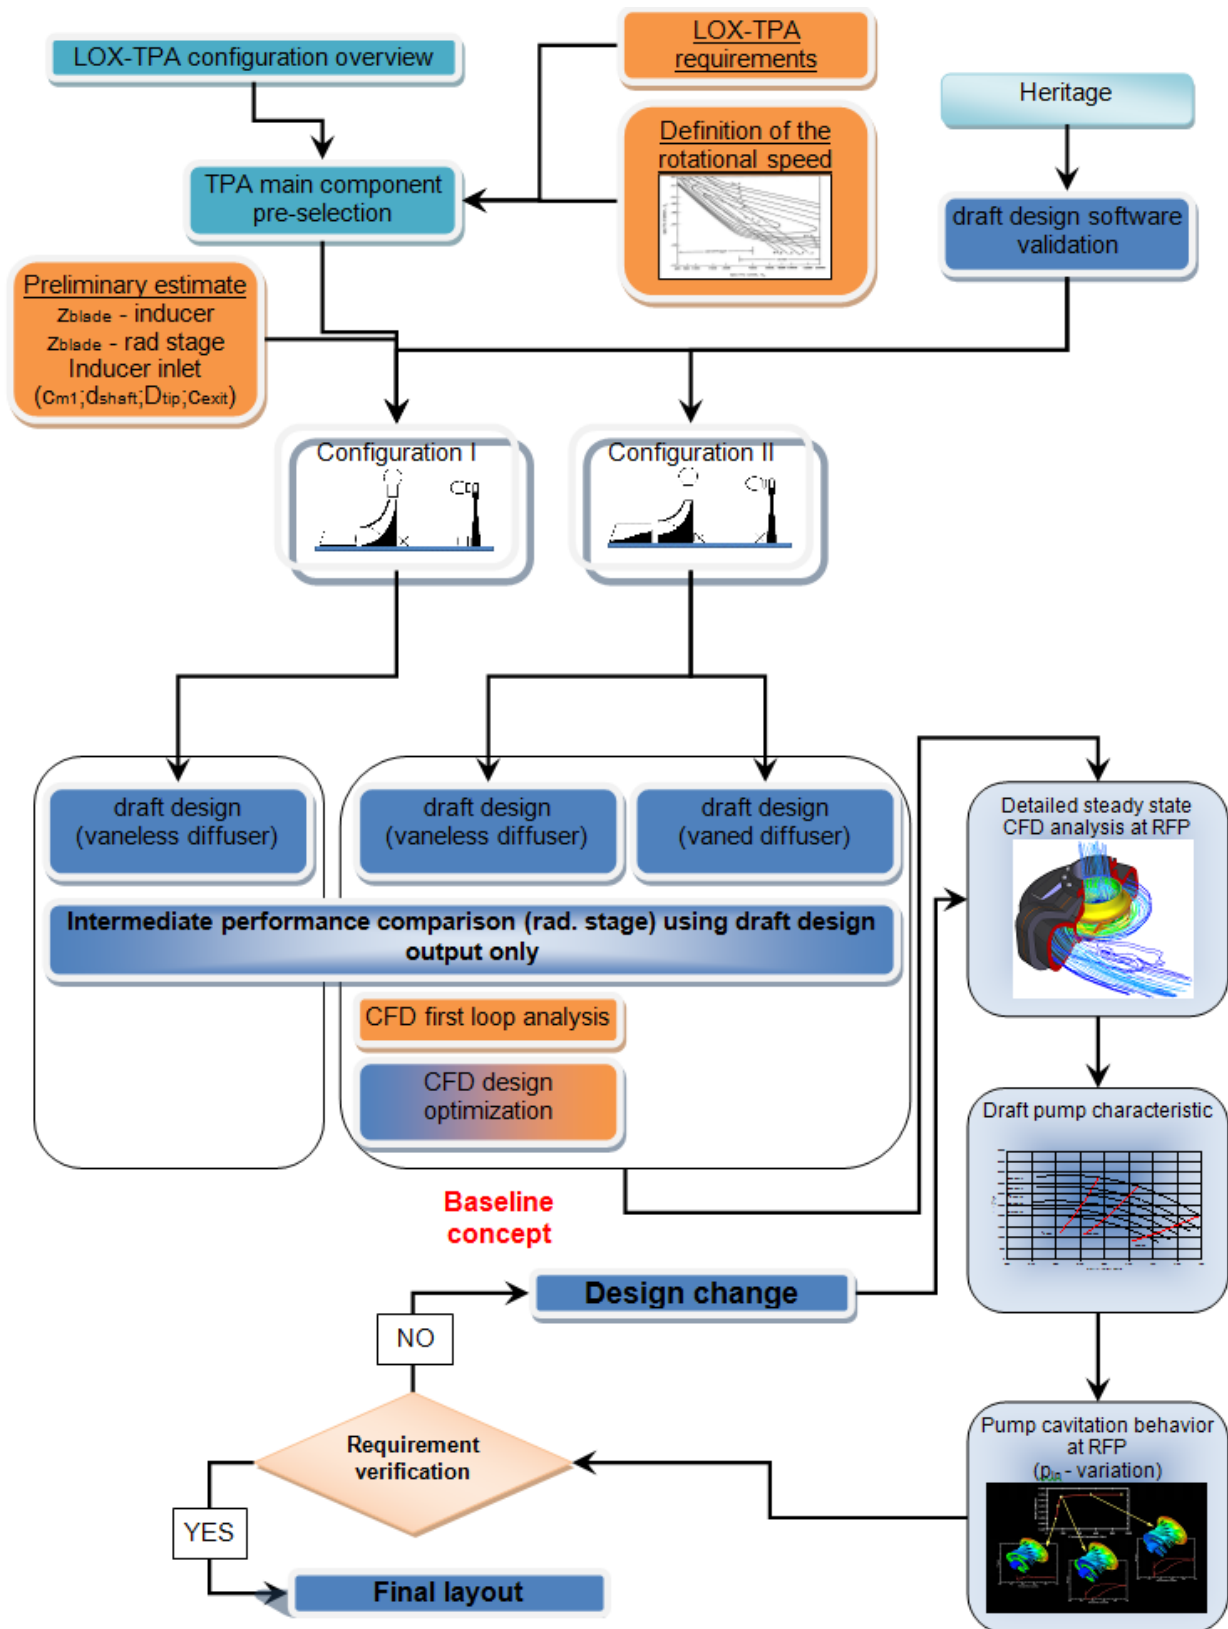 LOX-TPA configuration overview
LOX-TPA
requirements
Heritage
Definition of the
rotational speed
TPA main component
pre-selection
draft design software
validation
Preliminary estimate
zblade - inducer
zblade - rad stage
Inducer inlet
(cm1;dshaft;Dtip;cexit)
Configuration I
Configuration II
draft design
(vaneless diffuser)
draft design
(vaneless diffuser)
draft design
(vaned diffuser)
Detailed steady state
CFD analysis at RFP
Intermediate performance comparison (rad. stage) using draft design
output only
CFD first loop analysis
CFD design
optimization
Draft pump characteristic
Baseline
concept
Design change
NO
Requirement
verification
Pump cavitation behavior
at RFP
(pin - variation)
YES
Final layout